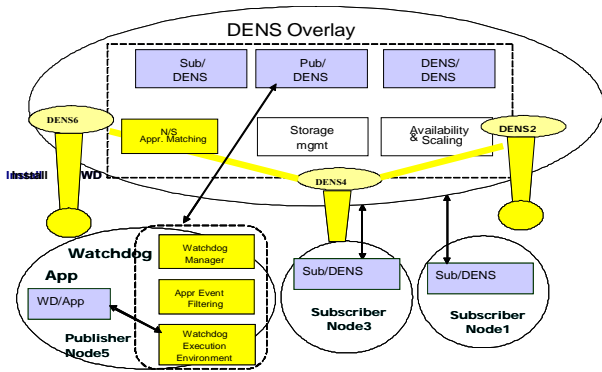 DENS Overlay
Sub/
DENS
Pub/
DENS
DENS/
DENS
DENS6
N/S
Appr. Matching
Storage
mgmt
Availability
& Scaling
DENS2
Install WD
DENS4
Watchdog
App
WD/App
Publisher
Node5
Watchdog
Manager
Appr Event
Filtering
Watchdog
Execution
Environment
Sub/DENS
Subscriber
Node3
Sub/DENS
Subscriber
Node1